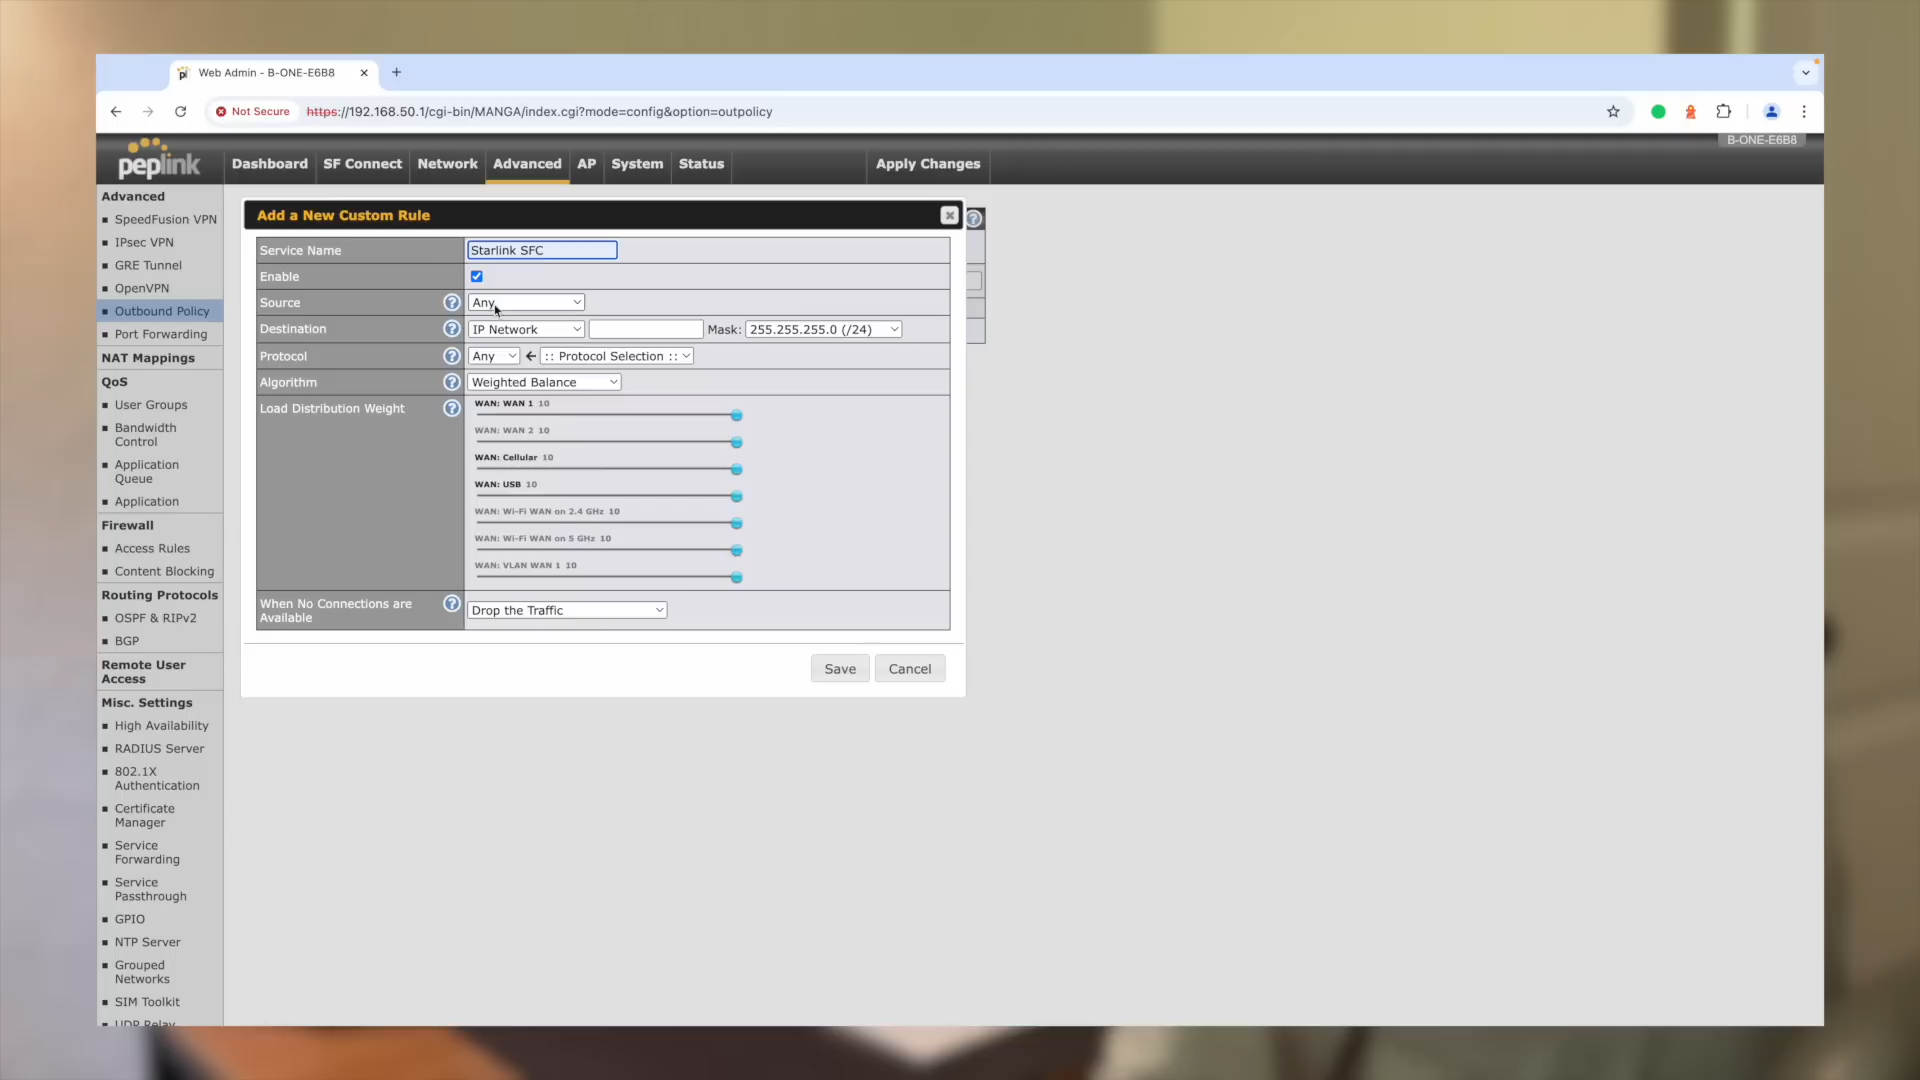 Web Admin - B-ONE-E6B8
Not Secure https://192.168.50.1/cgi-bin/MANGA/index.cgi?mode=config&option=outpolicy
B-ONE-E6B8
peplink
Dashboard SF Connect Network Advanced AP System Status Apply Changes
Advanced
SpeedFusion VPN
IPsec VPN
GRE Tunnel
OpenVPN
Outbound Policy
Port Forwarding
NAT Mappings
QoS
User Groups
Bandwidth
Control
Application
Queue
Application
Firewall
Access Rules
Content Blocking
Routing Protocols
OSPF & RIPv2
BGP
Remote User
Access
Misc. Settings
High Availability
RADIUS Server
802.1X
Authentication
Certificate
Manager
Service
Forwarding
Service
Passthrough
GPIO
NTP Server
Grouped
Networks
SIM Toolkit
UDP Relay
Add a New Custom Rule
Service Name Starlink SFC
Enable
Source ? Any
Destination ? IP Network Mask: 255.255.255.0 (/24)
Protocol ? Any ← :: Protocol Selection ::
Algorithm ? Weighted Balance
Load Distribution Weight ? WAN: WAN 1 10
WAN: WAN 2 10
WAN: Cellular 10
WAN: USB 10
WAN: Wi-Fi WAN on 2.4 GHz 10
WAN: Wi-Fi WAN on 5 GHz 10
WAN: VLAN WAN 1 10
When No Connections are
Available ? Drop the Traffic
Save Cancel
?